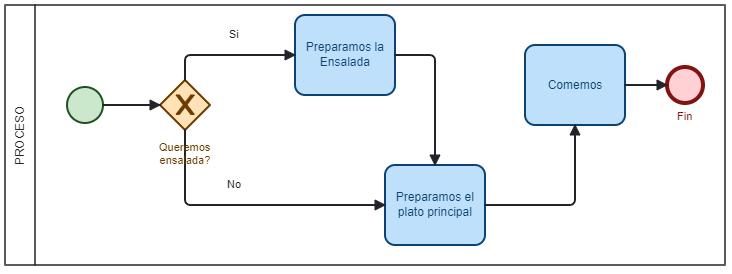 PROCESO
Si
Preparamos la
Ensalada
X
Queremos
ensalada?
No
Preparamos el
plato principal
Comemos
Fin